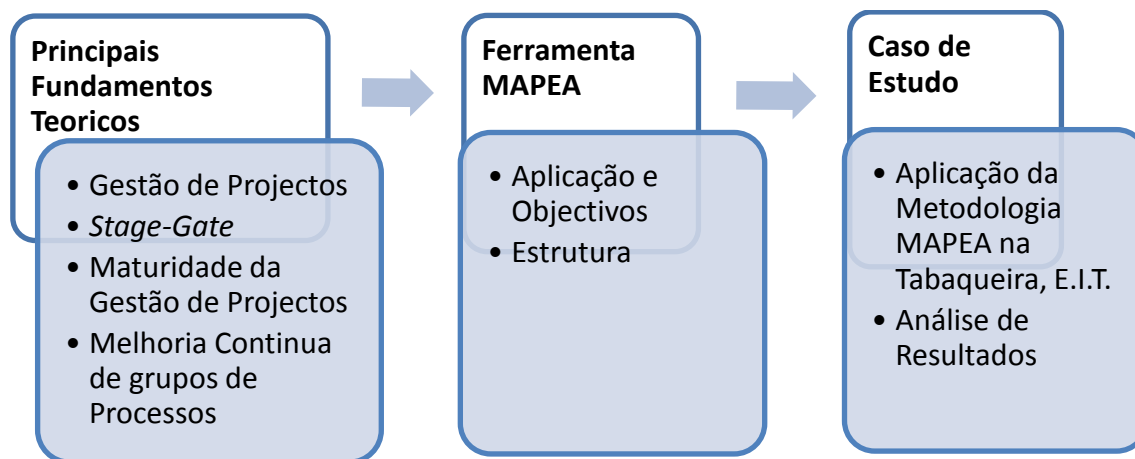 Principais
Fundamentos
Teoricos
• Gestão de Projectos
• Stage-Gate
• Maturidade da
Gestão de Projectos
• Melhoria Continua
de grupos de
Processos
Ferramenta
MAPEA
• Aplicação e
Objectivos
• Estrutura
Caso de
Estudo
• Aplicação da
Metodologia
MAPEA na
Tabaqueira, E.I.T.
• Análise de
Resultados